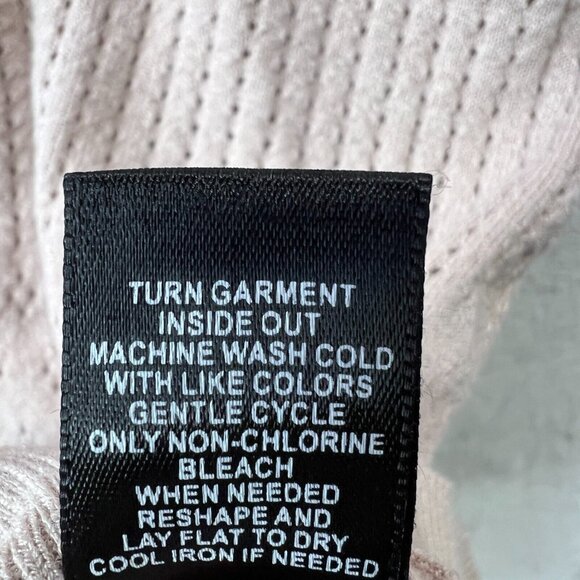 TURN GARMENT
INSIDE OUT
MACHINE WASH COLD
WITH LIKE COLORS
GENTLE CYCLE
ONLY NON-CHLORINE
BLEACH
WHEN NEEDED
RESHAPE AND
LAY FLAT TO DRY
COOL IRON IF NEEDED